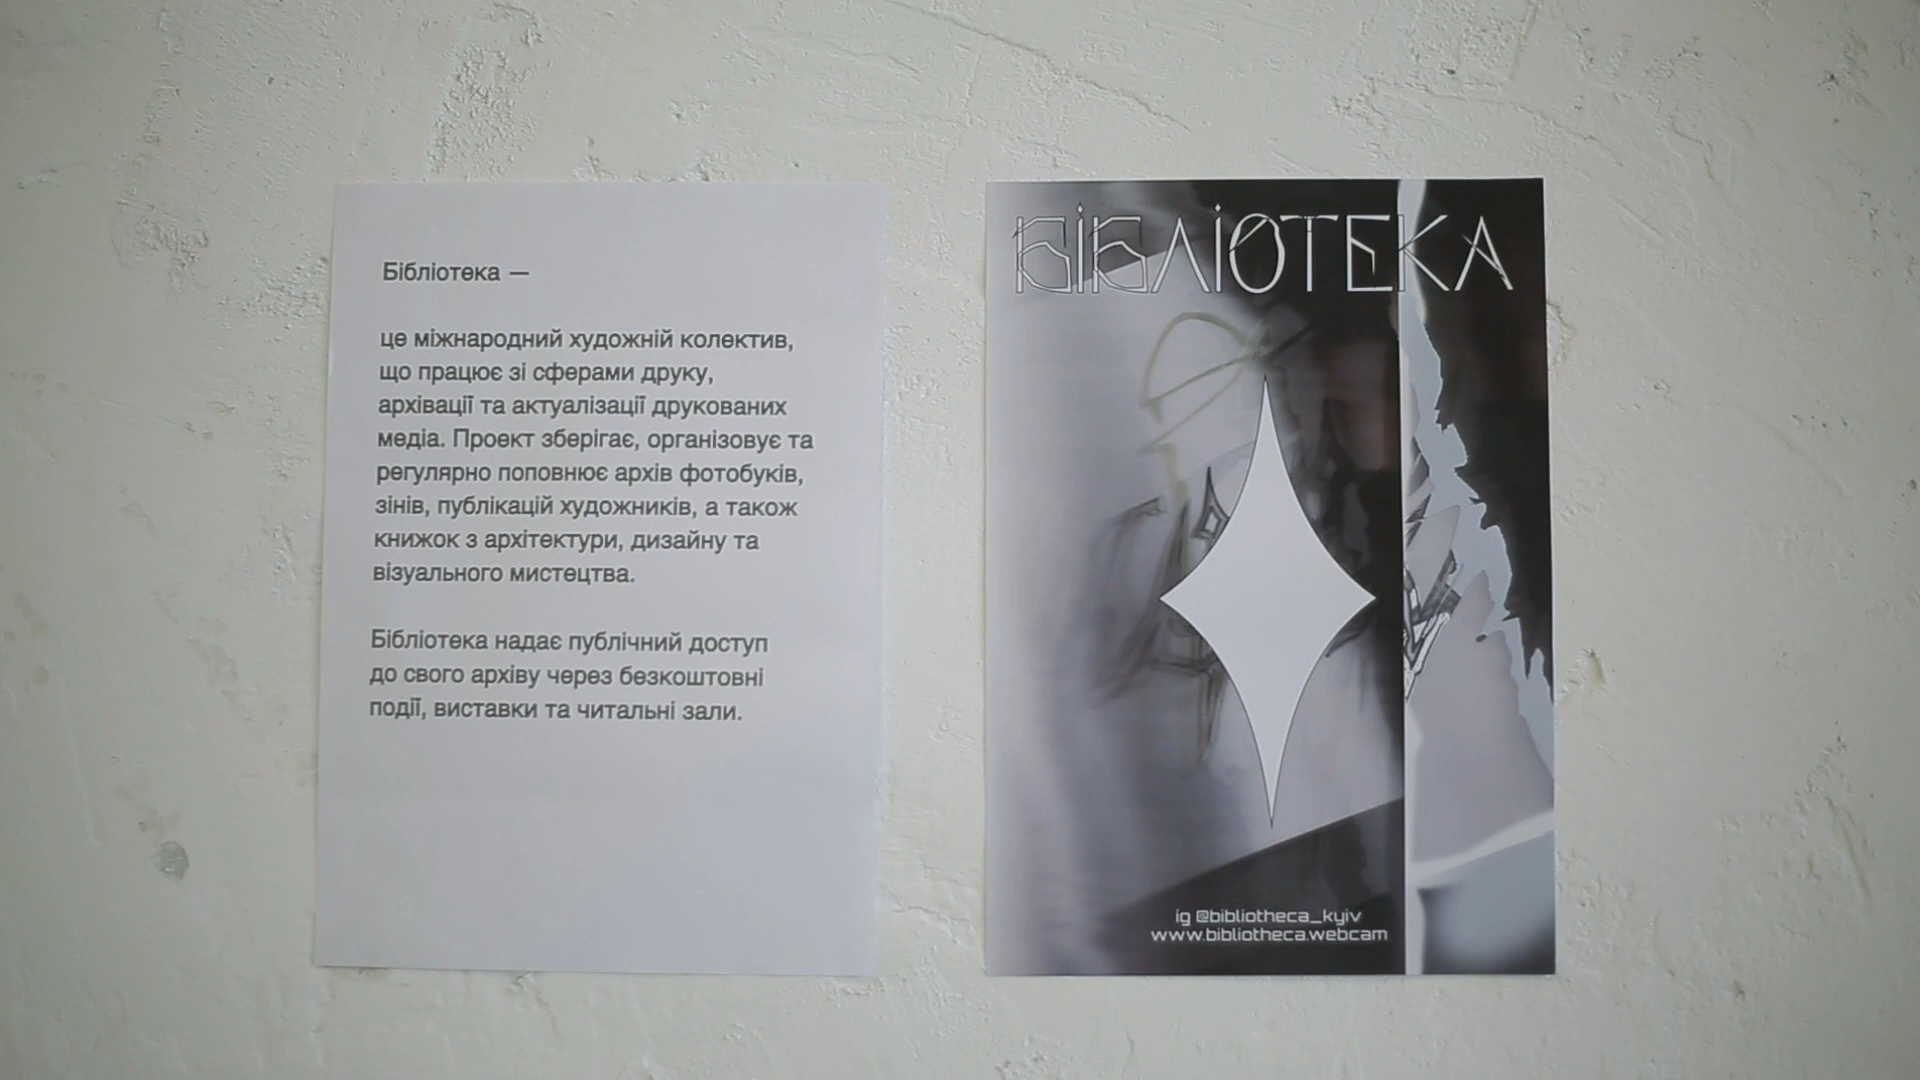 Бібліотека —
це міжнародний художній колектив,
що працює зі сферами друку,
архівації та актуалізації друкованих
медіа. Проект зберігає, організовує та
регулярно поповнює архів фотобуків,
зінів, публікацій художників, а також
книжок з архітектури, дизайну та
візуального мистецтва.
Бібліотека надає публічний доступ
до свого архіву через безкоштовні
події, виставки та читальні зали.
БІБЛІОТЕКА
ig @bibliotheca_kyiv
www.bibliotheca.webcam